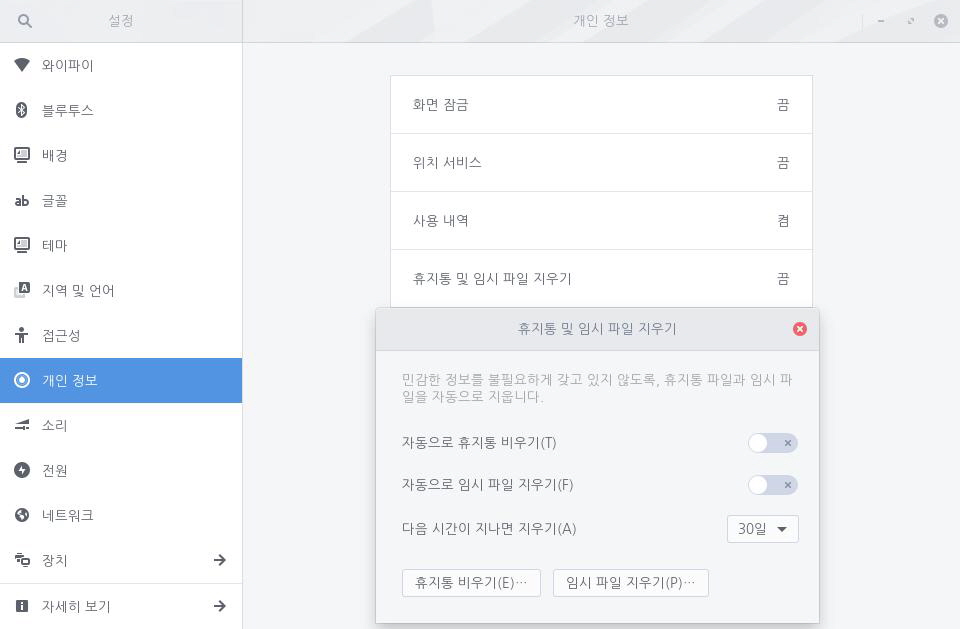 설정
개인 정보
와이파이
블루투스
배경
ab 글꼴
테마
A 지역 및 언어
접근성
개인 정보
소리
전원
네트워크
장치
자세히 보기
화면 잠금 끔
위치 서비스 끔
사용 내역 켬
휴지통 및 임시 파일 지우기 끔
휴지통 및 임시 파일 지우기
민감한 정보를 불필요하게 갖고 있지 않도록, 휴지통 파일과 임시 파
일을 자동으로 지웁니다.
자동으로 휴지통 비우기(T)
자동으로 임시 파일 지우기(F)
다음 시간이 지나면 지우기(A) 30일
휴지통 비우기(E)… 임시 파일 지우기(P)…